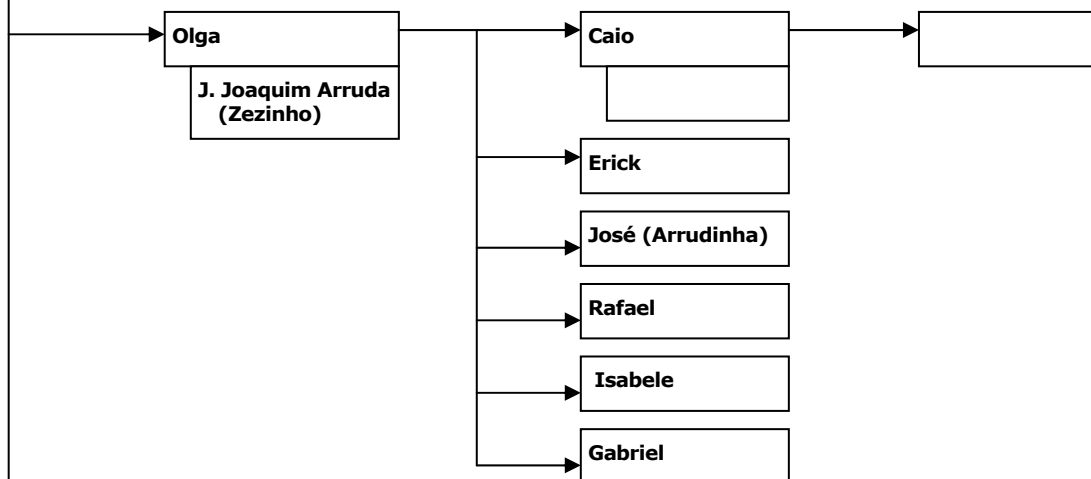 Olga
Caio
J. Joaquim Arruda
(Zezinho)
Erick
José (Arrudinha)
Rafael
Isabele
Gabriel